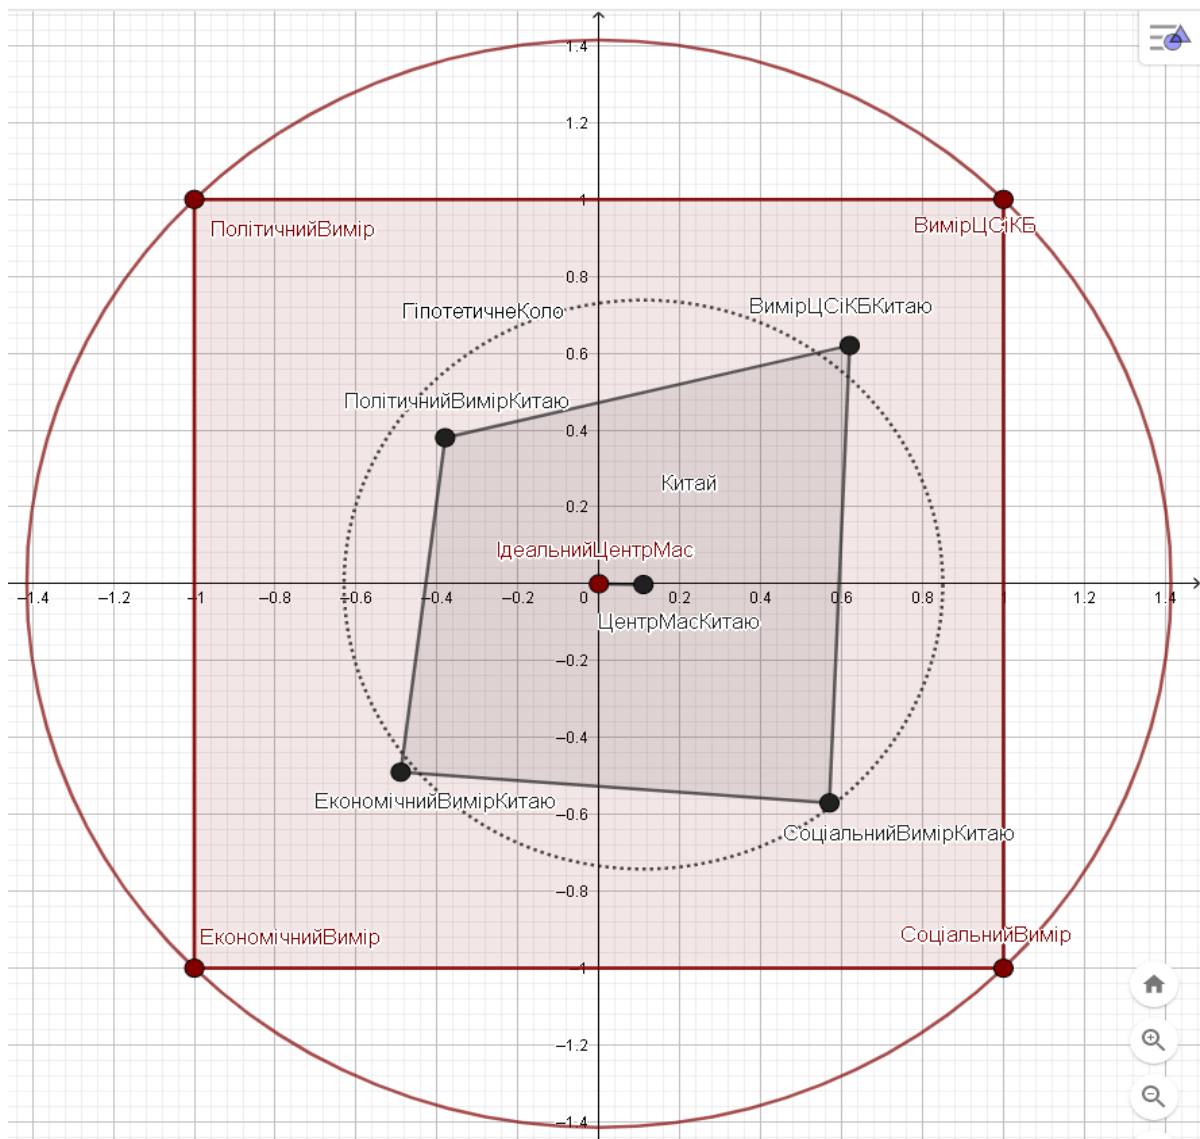 1.4
1.2
1
ПолітичнийВимір
ВимірЦСіКБ
0.8
ГіпотетичнеКоло
ВимірЦСіКБКитаю
0.6
ПолітичнийВимірКитаю
0.4
Китай
0.2
ІдеальнийЦентрМас
–1.4 –1.2 –1 –0.8 –0.6 –0.4 –0.2 0 0.2 0.4 0.6 0.8 1 1.2 1.4
ЦентрМасКитаю
–0.2
–0.4
ЕкономічнийВимірКитаю
–0.6
СоціальнийВимірКитаю
–0.8
ЕкономічнийВимір
СоціальнийВимір
–1
–1.2
–1.4